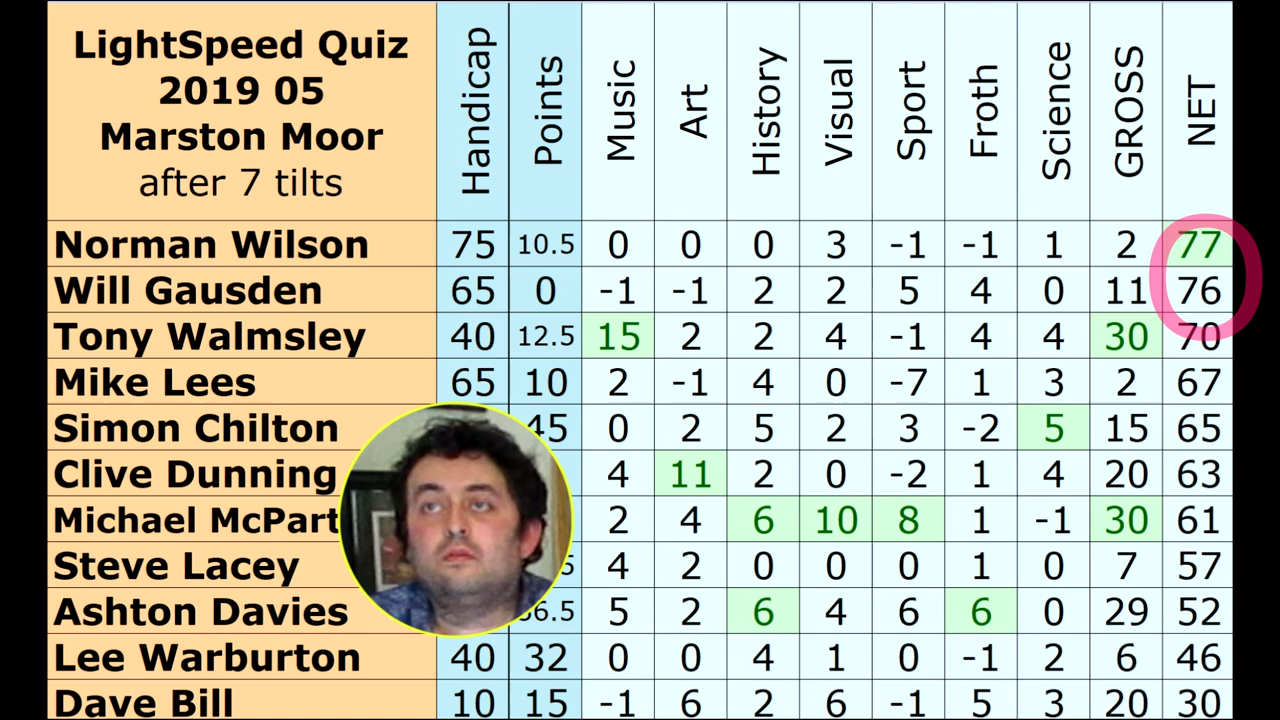 LightSpeed Quiz
2019 05
Marston Moor
after 7 tilts
Handicap Points Music Art History Visual Sport Froth Science GROSS NET
Norman Wilson 75 10.5 0 0 0 3 -1 -1 1 2 77
Will Gausden 65 0 -1 -1 2 2 5 4 0 11 76
Tony Walmsley 40 12.5 15 2 2 4 -1 4 4 30 70
Mike Lees 65 10 2 -1 4 0 -7 1 3 2 67
Simon Chilton 45 0 2 5 2 3 -2 5 15 65
Clive Dunning 4 11 2 0 -2 1 4 20 63
Michael 2 4 6 10 8 1 -1 30 61
Steve Lacey 4 2 0 0 0 1 0 7 57
Ashton Davies 5 2 6 4 6 6 0 29 52
Lee Warburton 40 32 0 0 4 1 0 -1 2 6 46
Dave Bill 10 15 -1 6 2 6 -1 5 3 20 30